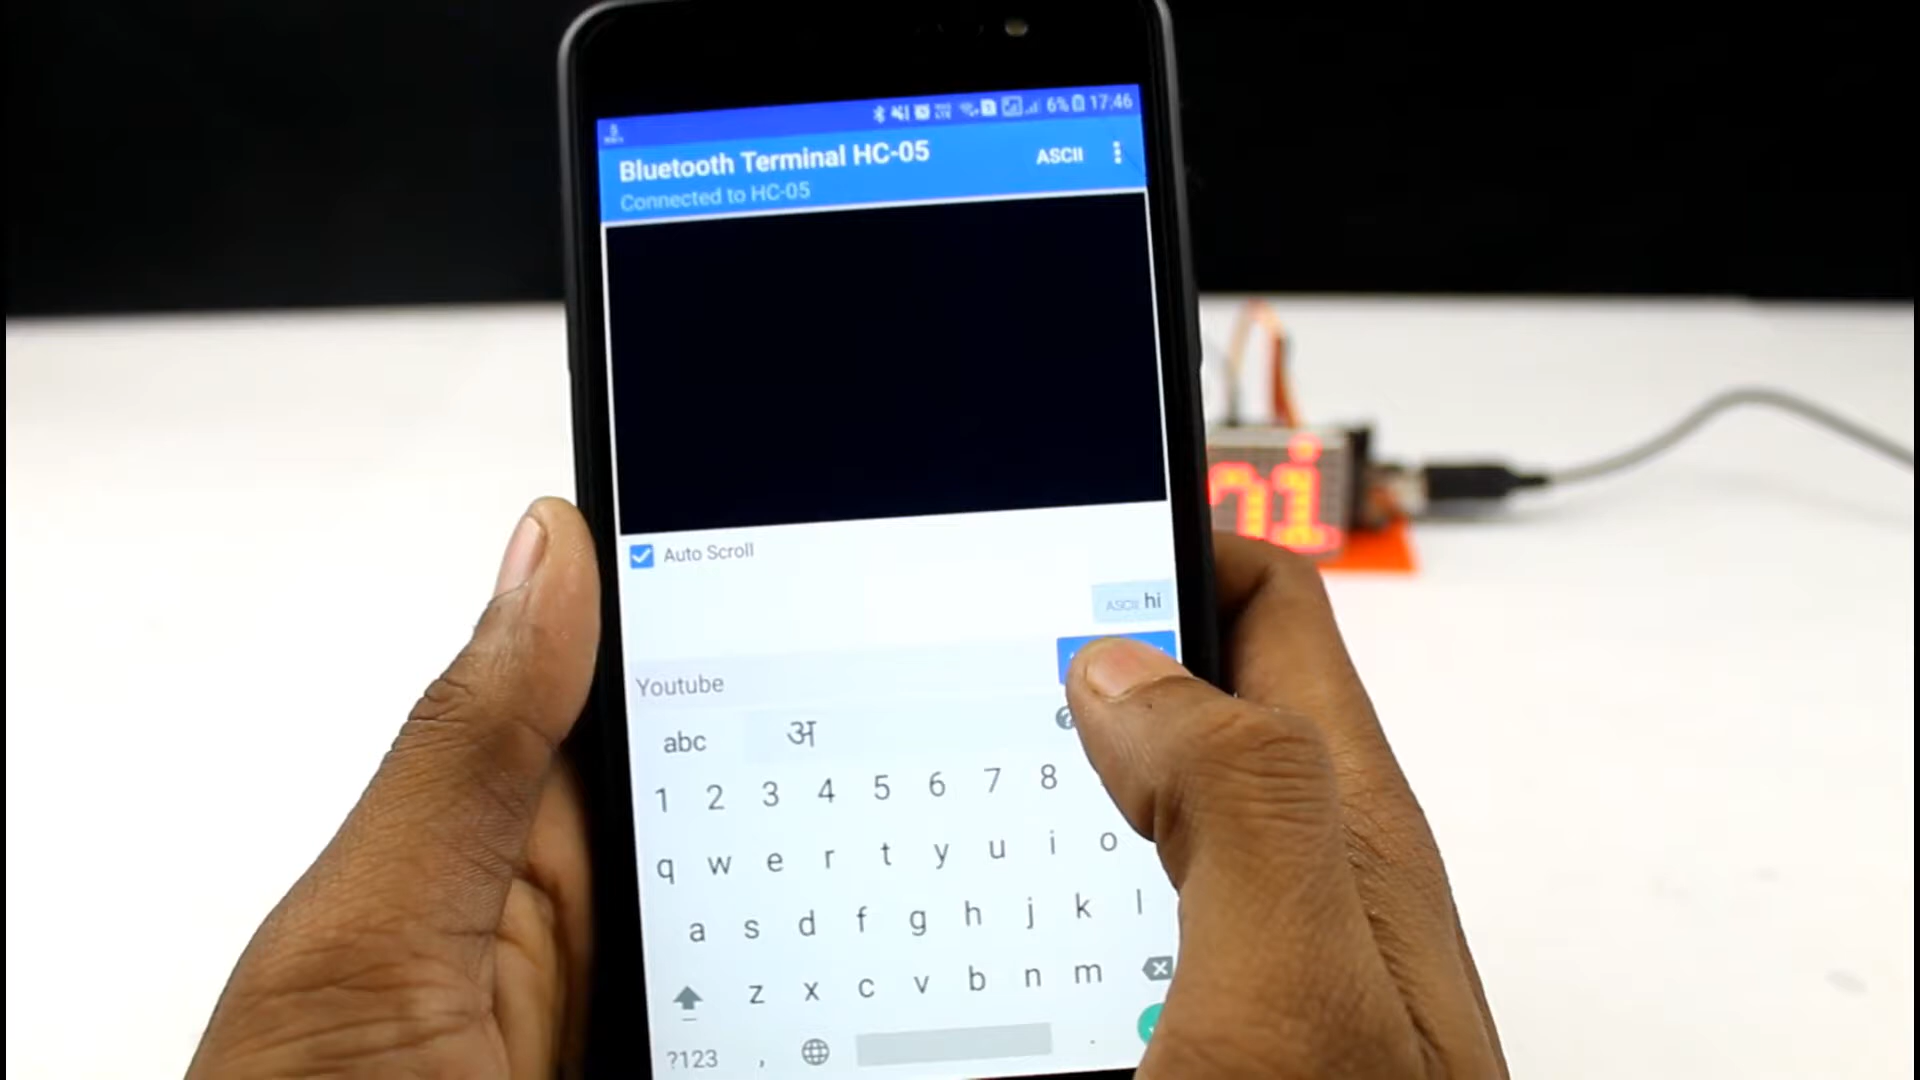 6% 17:46
Bluetooth Terminal HC-05
ASCII
Connected to HC-05
Auto Scroll
ASCII hi
Youtube
abc अ
1 2 3 4 5 6 7 8
q w e r t y u i o
a s d f g h j k l
z x c v b n m
?123 , .
hi